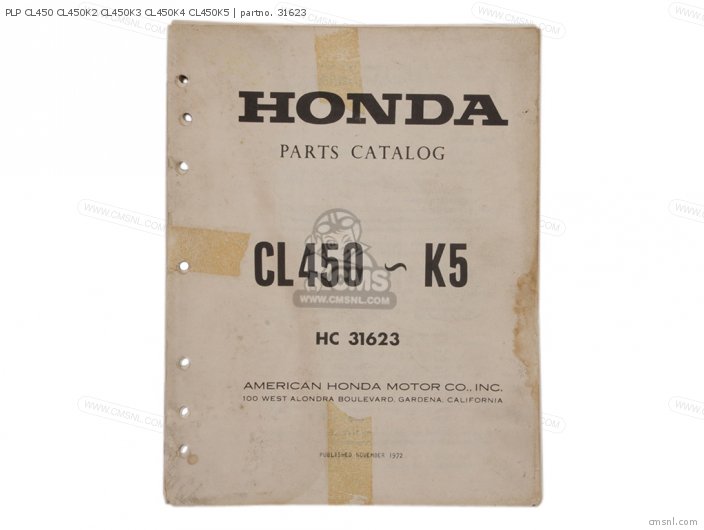 PLP CL450 CL450K2 CL450K3 CL450K4 CL450K5 | partno. 31623
HONDA
PARTS CATALOG
CL450 ~ K5
CMS
WWW.CMSNL.COM
HC 31623
AMERICAN HONDA MOTOR CO., INC.
100 WEST ALONDRA BOULEVARD, GARDENA, CALIFORNIA
PUBLISHED NOVEMBER 1972
cmsnl.com